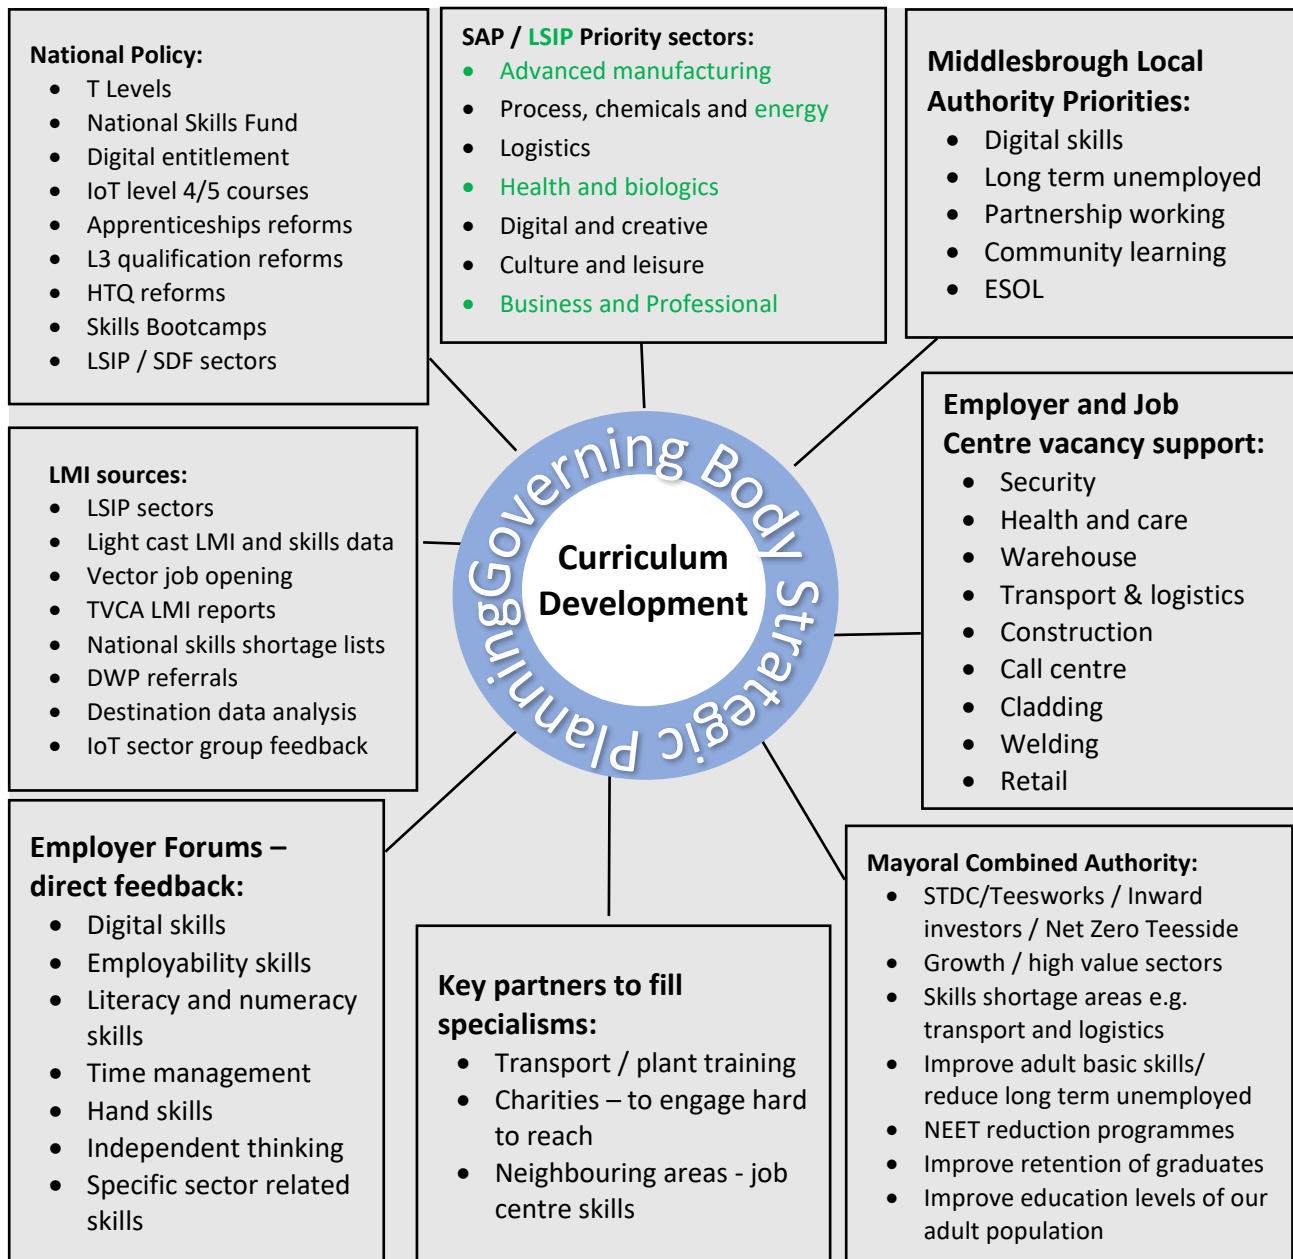 National Policy:
• T Levels
• National Skills Fund
• Digital entitlement
• IoT level 4/5 courses
• Apprenticeships reforms
• L3 qualification reforms
• HTQ reforms
• Skills Bootcamps
• LSIP / SDF sectors
SAP / LSIP Priority sectors:
• Advanced manufacturing
• Process, chemicals and energy
• Logistics
• Health and biologics
• Digital and creative
• Culture and leisure
• Business and Professional
Middlesbrough Local
Authority Priorities:
• Digital skills
• Long term unemployed
• Partnership working
• Community learning
• ESOL
LMI sources:
• LSIP sectors
• Light cast LMI and skills data
• Vector job opening
• TVCA LMI reports
• National skills shortage lists
• DWP referrals
• Destination data analysis
• IoT sector group feedback
Governing Body Strategic Planning
Curriculum
Development
Employer and Job
Centre vacancy support:
• Security
• Health and care
• Warehouse
• Transport & logistics
• Construction
• Call centre
• Cladding
• Welding
• Retail
Employer Forums –
direct feedback:
• Digital skills
• Employability skills
• Literacy and numeracy
skills
• Time management
• Hand skills
• Independent thinking
• Specific sector related
skills
Key partners to fill
specialisms:
• Transport / plant training
• Charities – to engage hard
to reach
• Neighbouring areas - job
centre skills
Mayoral Combined Authority:
• STDC/Teesworks / Inward
investors / Net Zero Teesside
• Growth / high value sectors
• Skills shortage areas e.g.
transport and logistics
• Improve adult basic skills/
reduce long term unemployed
• NEET reduction programmes
• Improve retention of graduates
• Improve education levels of our
adult population